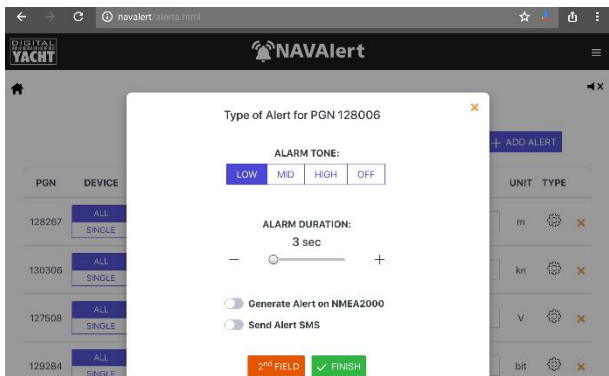 navalert/alerta.html
DIGITAL
YACHT
NAVAlert
Type of Alert for PGN 128006
×
+ ADD ALERT
ALARM TONE:
LOW MID HIGH OFF
PGN DEVICE UNIT TYPE
128267 ALL SINGLE m ×
ALARM DURATION:
3 sec
− +
130306 ALL SINGLE kn ×
Generate Alert on NMEA2000
127508 ALL SINGLE V ×
Send Alert SMS
2nd FIELD ✓ FINISH
129284 ALL SINGLE bit ×